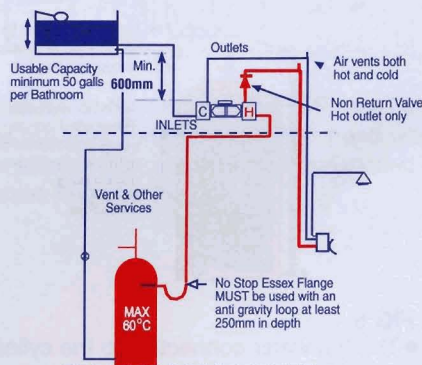 Usable Capacity
minimum 50 galls
per Bathroom
Min.
600mm
Outlets
Air vents both
hot and cold
Non Return Valve
Hot outlet only
C
H
INLETS
Vent & Other
Services
MAX
60°C
No Stop Essex Flange
MUST be used with an
anti gravity loop at least
250mm in depth